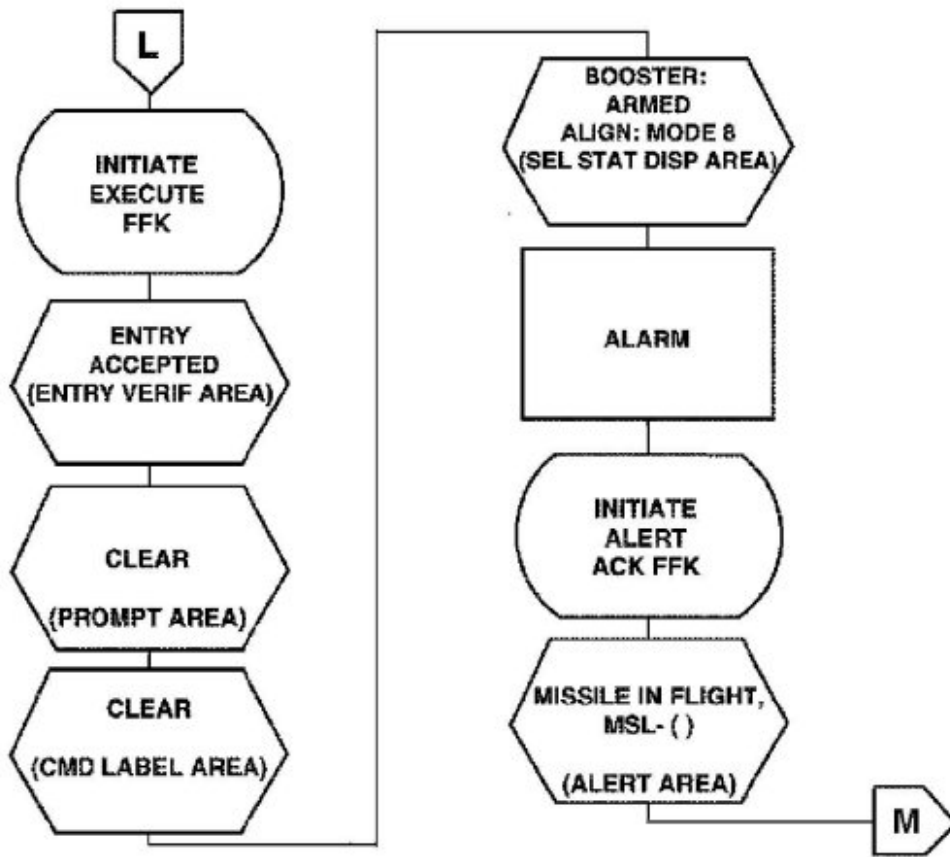 L
INITIATE
EXECUTE
FFK
ENTRY
ACCEPTED
(ENTRY VERIF AREA)
CLEAR
(PROMPT AREA)
CLEAR
(CMD LABEL AREA)
BOOSTER:
ARMED
ALIGN: MODE 8
(SEL STAT DISP AREA)
ALARM
INITIATE
ALERT
ACK FFK
MISSILE IN FLIGHT,
MSL- ( )
(ALERT AREA)
M